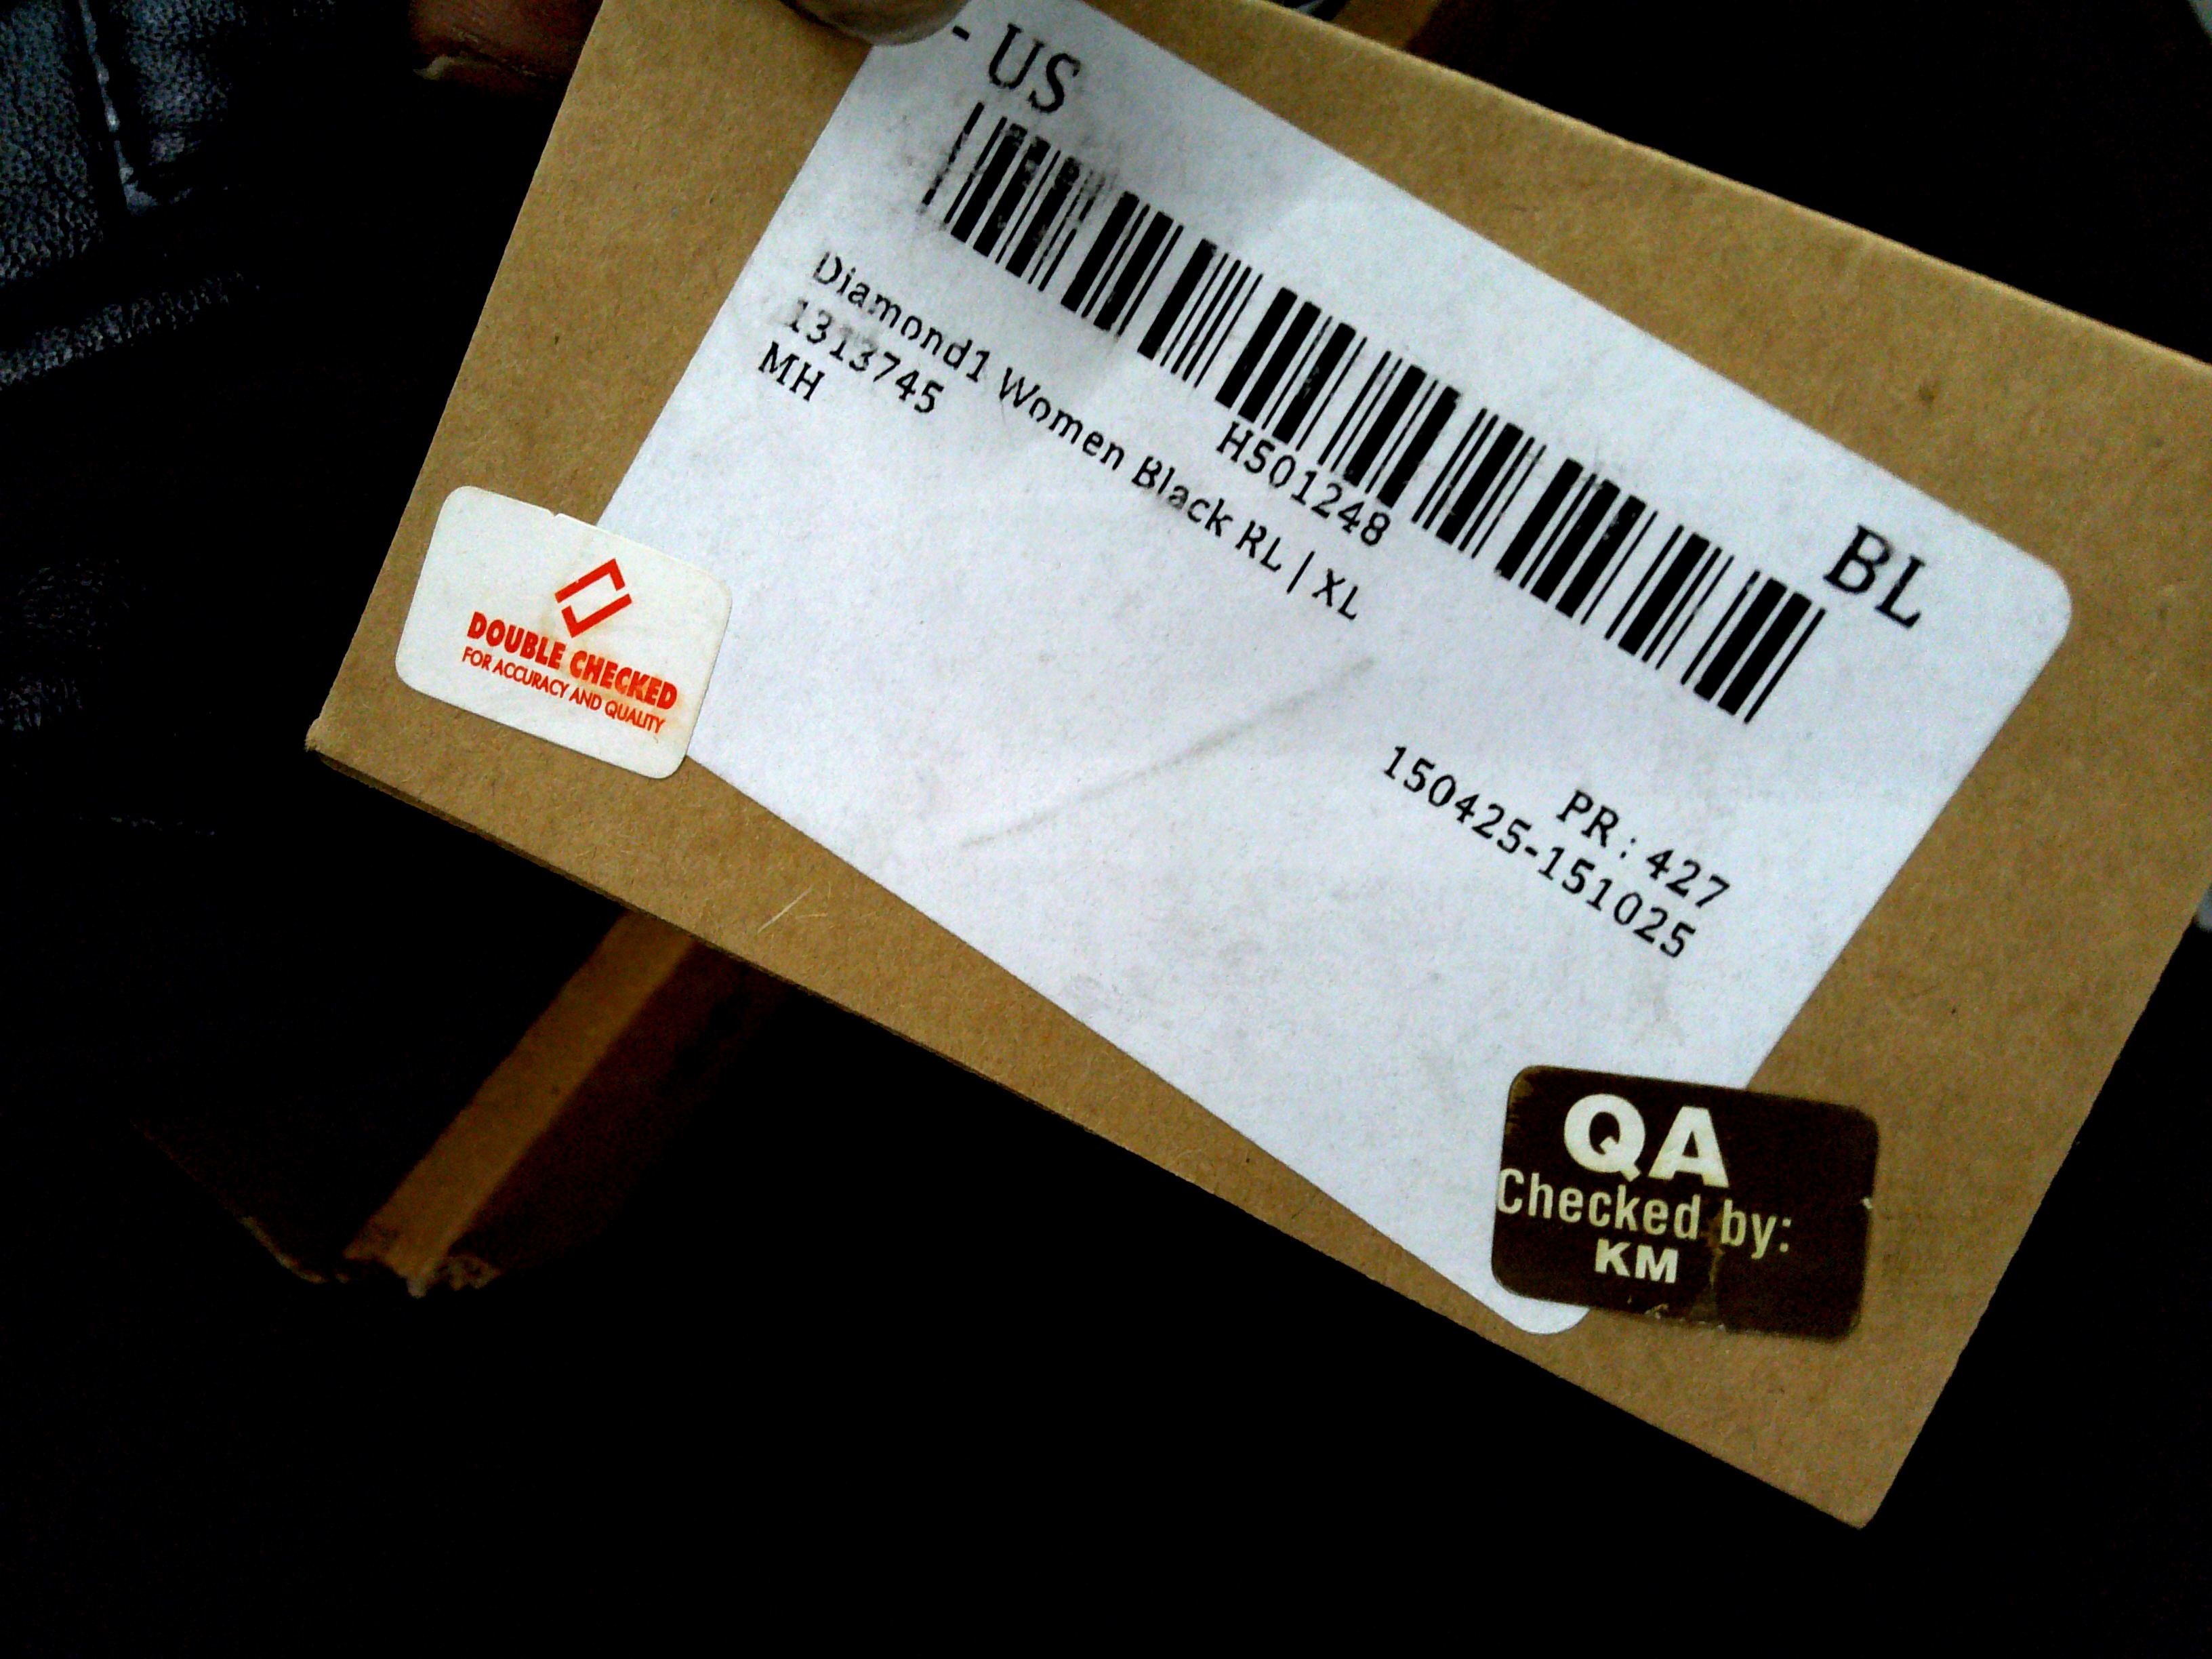 - US
BL
H501248
Diamond1 Women Black RL | XL
1313745
MH
PR: 427
150425-151025
DOUBLE CHECKED
FOR ACCURACY AND QUALITY
QA
Checked by:
KM